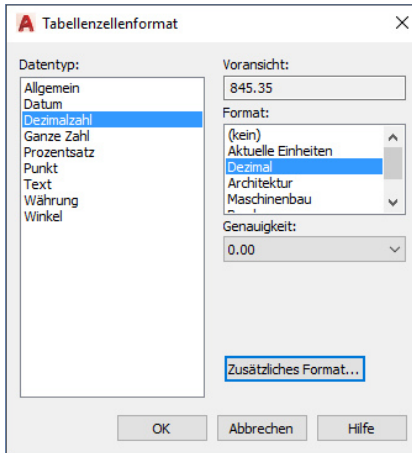 Tabellenzellenformat
Datentyp:
Allgemein
Datum
Dezimalzahl
Ganze Zahl
Prozentsatz
Punkt
Text
Währung
Winkel
Voransicht:
845.35
Format:
(kein)
Aktuelle Einheiten
Dezimal
Architektur
Maschinenbau
Genauigkeit:
0.00
Zusätzliches Format...
OK
Abbrechen
Hilfe